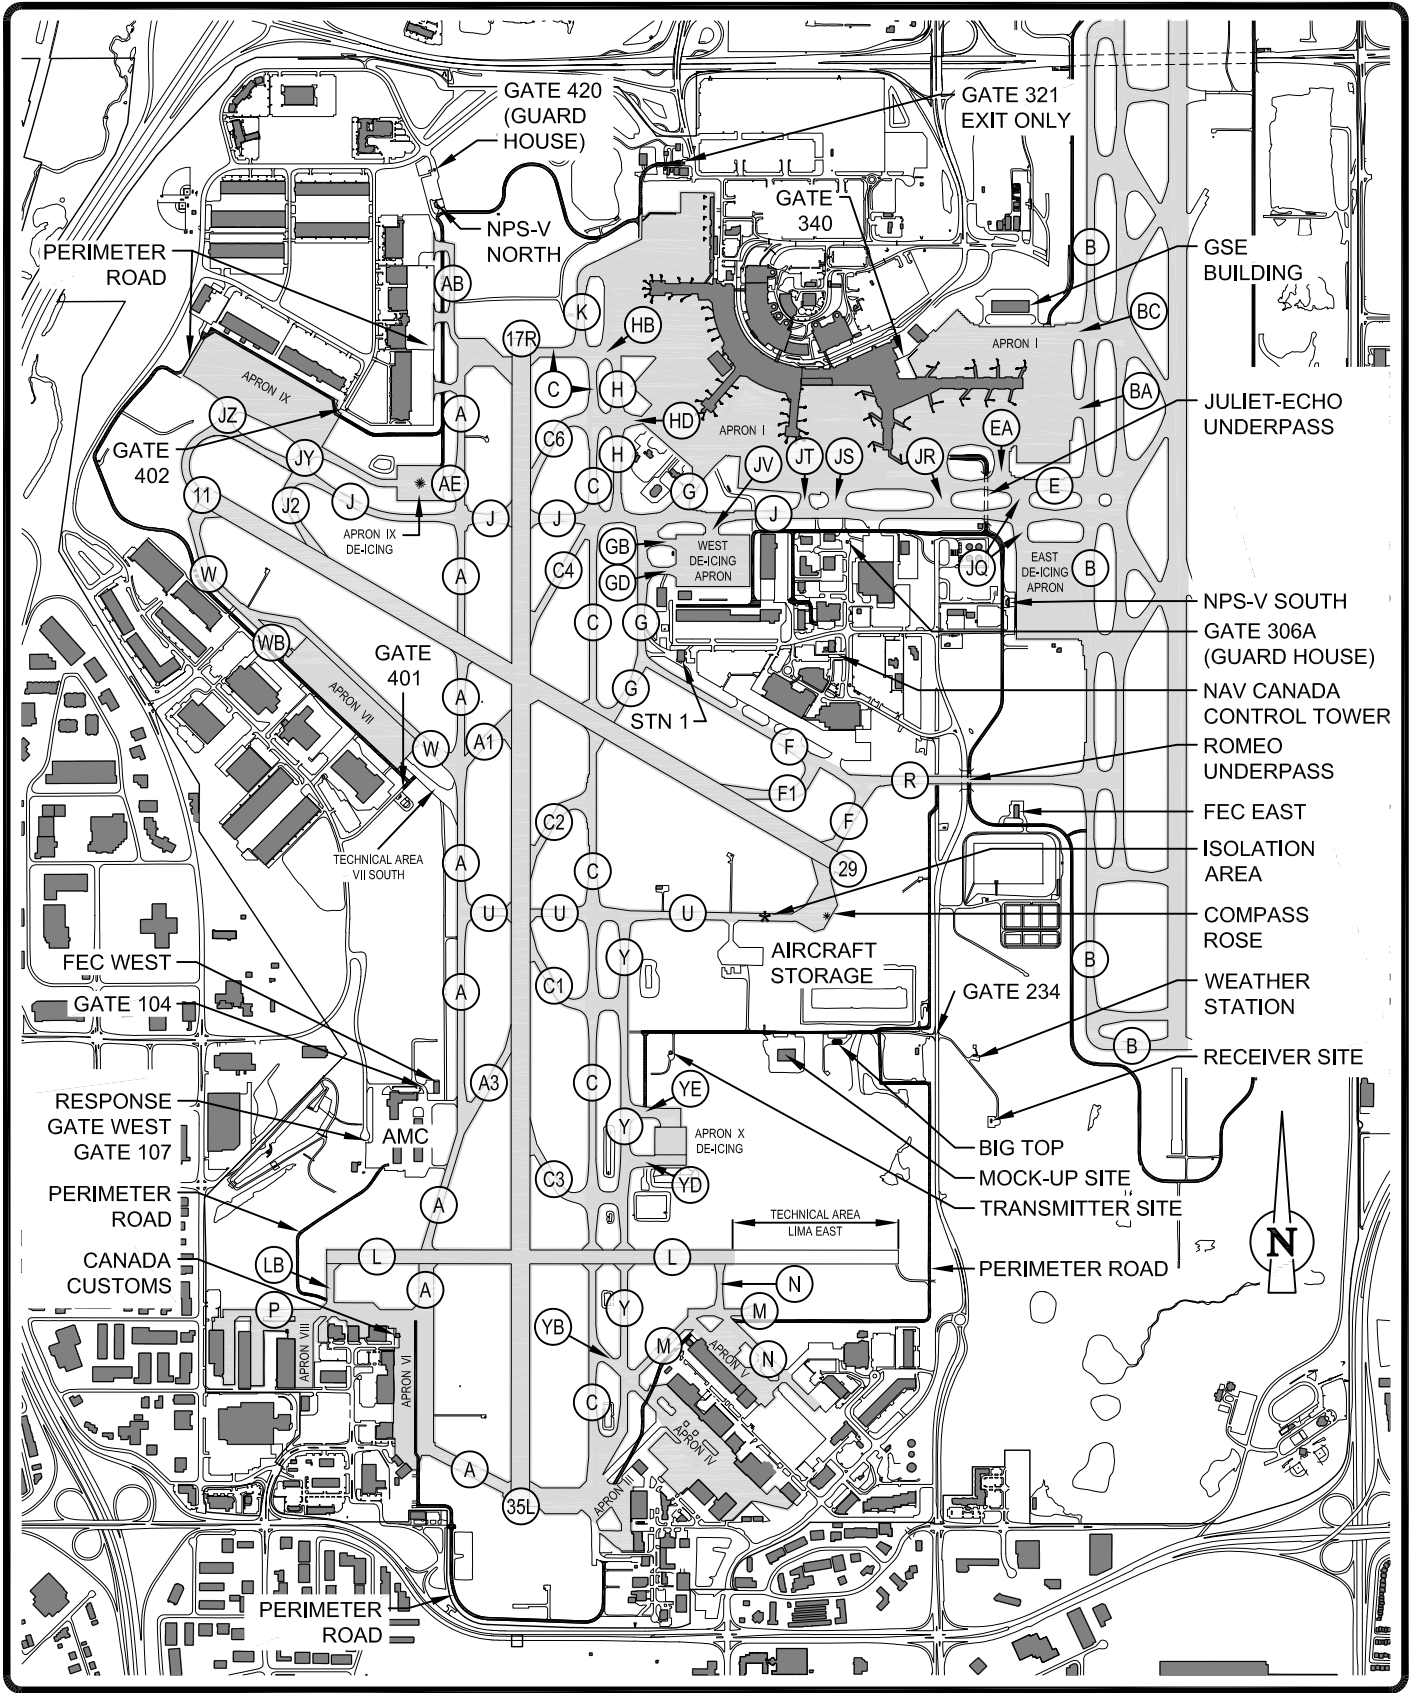 GATE 420
(GUARD
HOUSE)
GATE 321
EXIT ONLY
GATE
340
NPS-V
NORTH
PERIMETER
ROAD
B
GSE
BUILDING
AB
K
HB
17R
BC
APRON I
C
H
APRON IX
BA
JULIET-ECHO
UNDERPASS
JZ
A
HD
APRON I
EA
C6
GATE
402
JY
H
JV
JT
JS
JR
AE
C
G
E
11
J2
J
J
J
J
APRON IX
DE-ICING
GB
WEST
DE-ICING
APRON
GD
EAST
DE-ICING
APRON
JQ
B
W
A
C4
NPS-V SOUTH
C
G
GATE 306A
(GUARD HOUSE)
WB
GATE
401
APRON VII
G
NAV CANADA
CONTROL TOWER
A
STN 1
W
A1
F
ROMEO
UNDERPASS
R
F1
FEC EAST
C2
F
TECHNICAL AREA
VII SOUTH
A
C
29
ISOLATION
AREA
U
U
U
COMPASS
ROSE
AIRCRAFT
STORAGE
FEC WEST
Y
B
GATE 104
A
C1
GATE 234
WEATHER
STATION
B
RECEIVER SITE
A3
C
YE
RESPONSE
GATE WEST
GATE 107
AMC
Y
APRON X
DE-ICING
BIG TOP
MOCK-UP SITE
TRANSMITTER SITE
C3
YD
PERIMETER
ROAD
A
TECHNICAL AREA
LIMA EAST
N
CANADA
CUSTOMS
LB
L
L
PERIMETER ROAD
A
N
P
Y
M
YB
M
APRON VIII
APRON VI
APRON V
N
C
APRON IV
A
35L
APRON
PERIMETER
ROAD